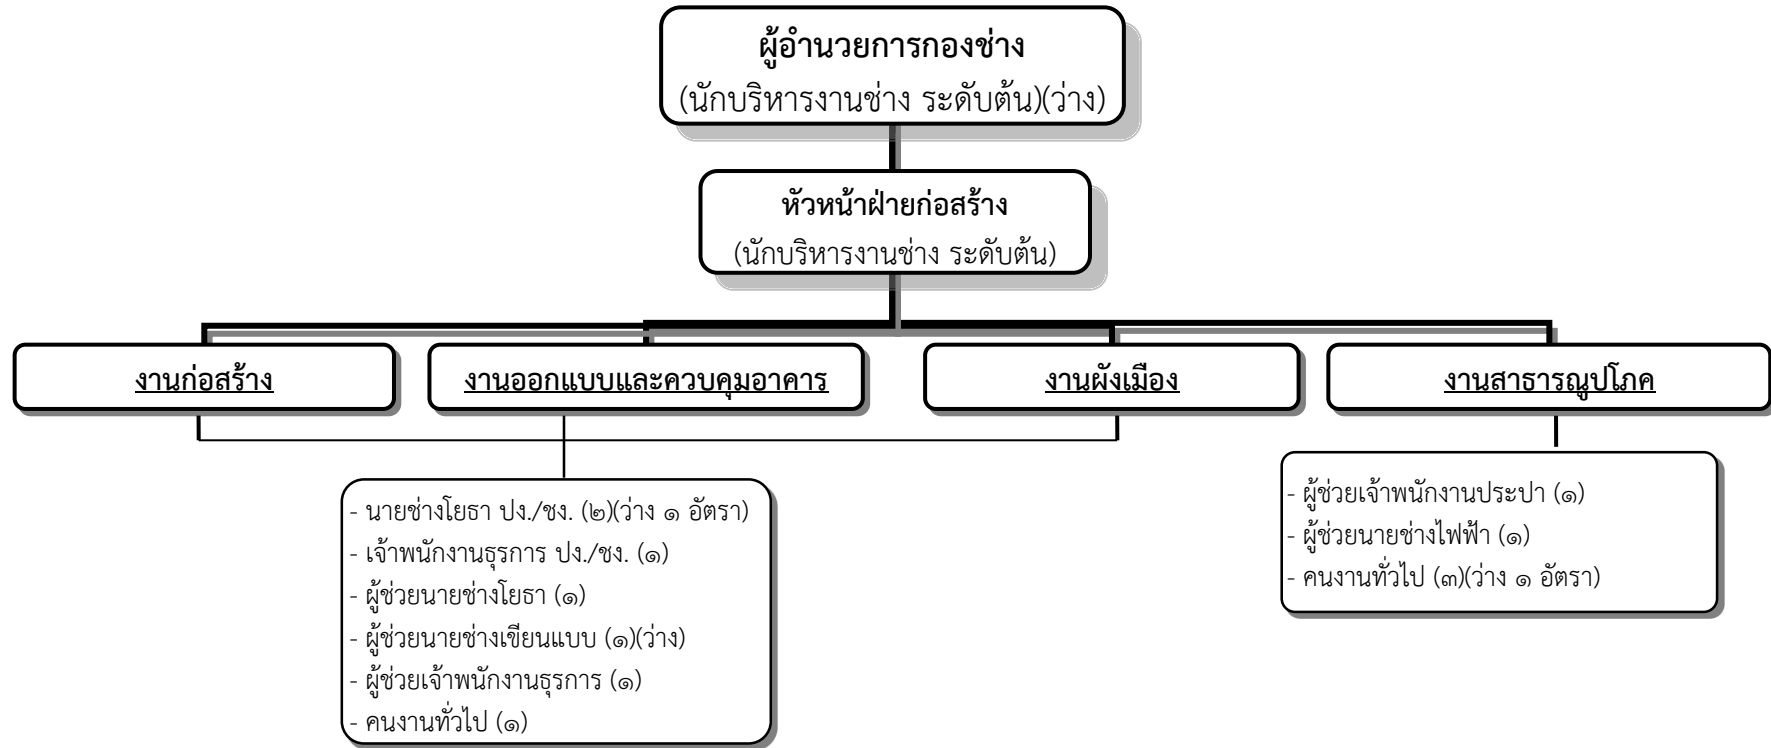 ผู้อำนวยการกองช่าง
(นักบริหารงานช่าง ระดับต้น)(ว่าง)
หัวหน้าฝ่ายก่อสร้าง
(นักบริหารงานช่าง ระดับต้น)
งานก่อสร้าง
งานออกแบบและควบคุมอาคาร
งานผังเมือง
งานสาธารณูปโภค
- นายช่างโยธา ปง./ชง. (๒)(ว่าง ๑ อัตรา)
- เจ้าพนักงานธุรการ ปง./ชง. (๑)
- ผู้ช่วยนายช่างโยธา (๑)
- ผู้ช่วยนายช่างเขียนแบบ (๑)(ว่าง)
- ผู้ช่วยเจ้าพนักงานธุรการ (๑)
- คนงานทั่วไป (๑)
- ผู้ช่วยเจ้าพนักงานประปา (๑)
- ผู้ช่วยนายช่างไฟฟ้า (๑)
- คนงานทั่วไป (๓)(ว่าง ๑ อัตรา)